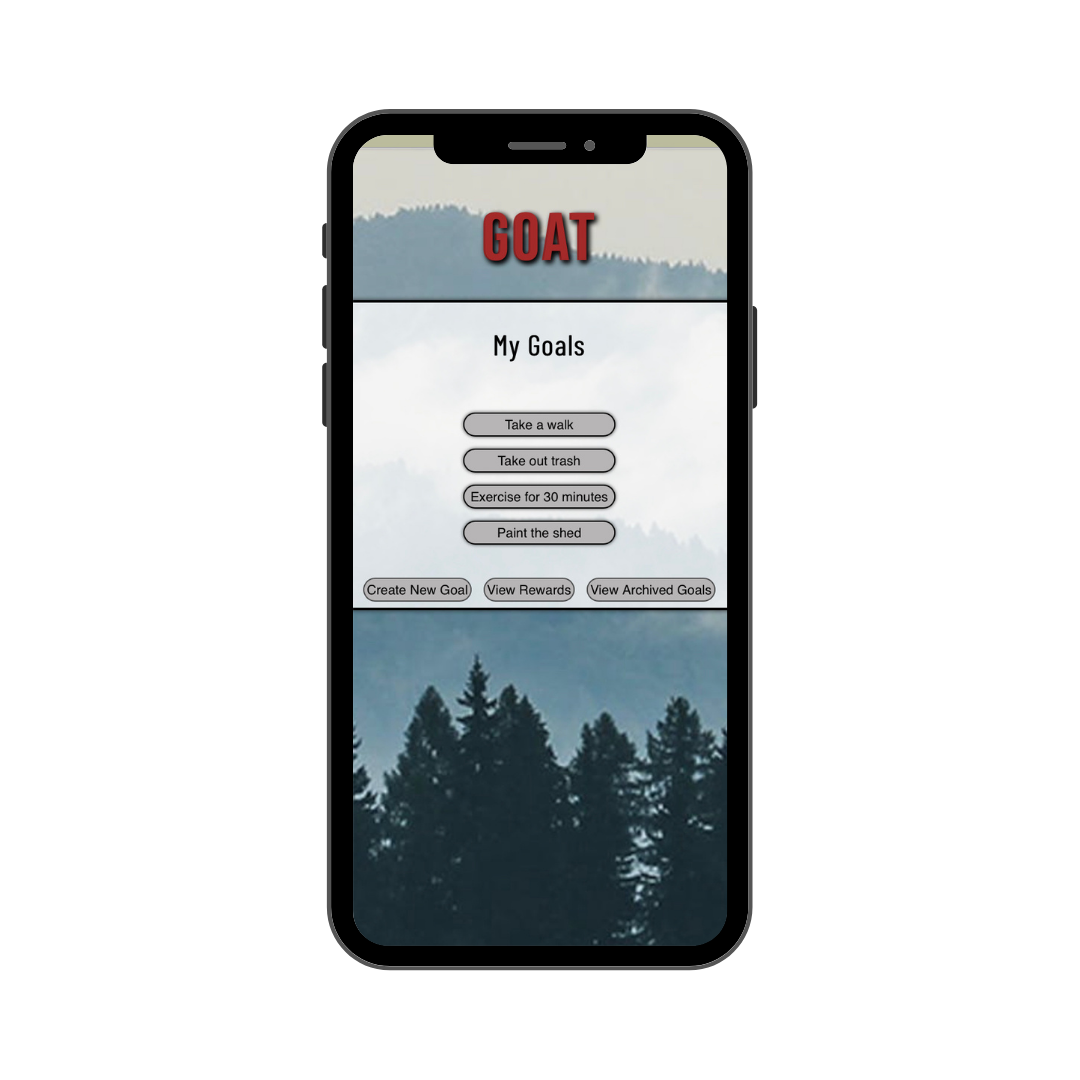 GOAT
My Goals
Take a walk
Take out trash
Exercise for 30 minutes
Paint the shed
Create New Goal View Rewards View Archived Goals